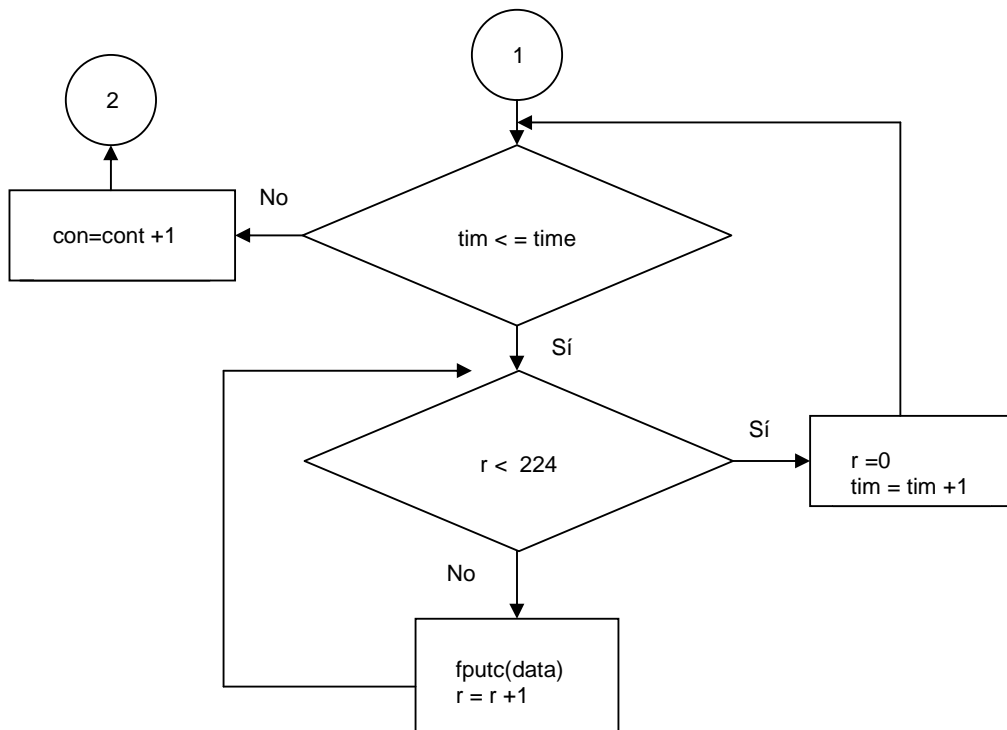 1
2
No
con=cont +1
tim < = time
Sí
r <  224
Sí
r =0
tim = tim +1
No
fputc(data)
r = r +1